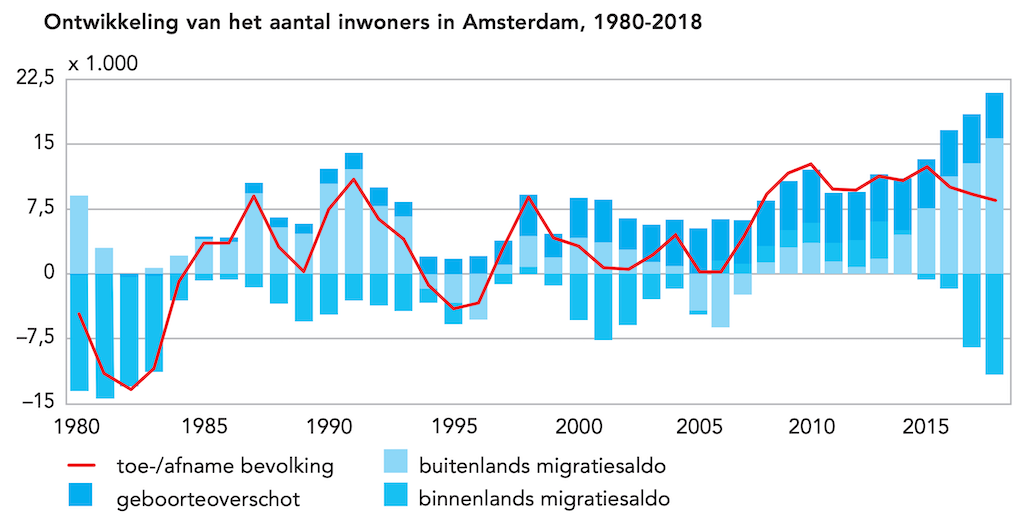 Ontwikkeling van het aantal inwoners in Amsterdam, 1980-2018
x 1.000
22,5
15
7,5
0
–7,5
–15
1980 1985 1990 1995 2000 2005 2010 2015
toe-/afname bevolking buitenlands migratiesaldo
geboorteoverschot binnenlands migratiesaldo